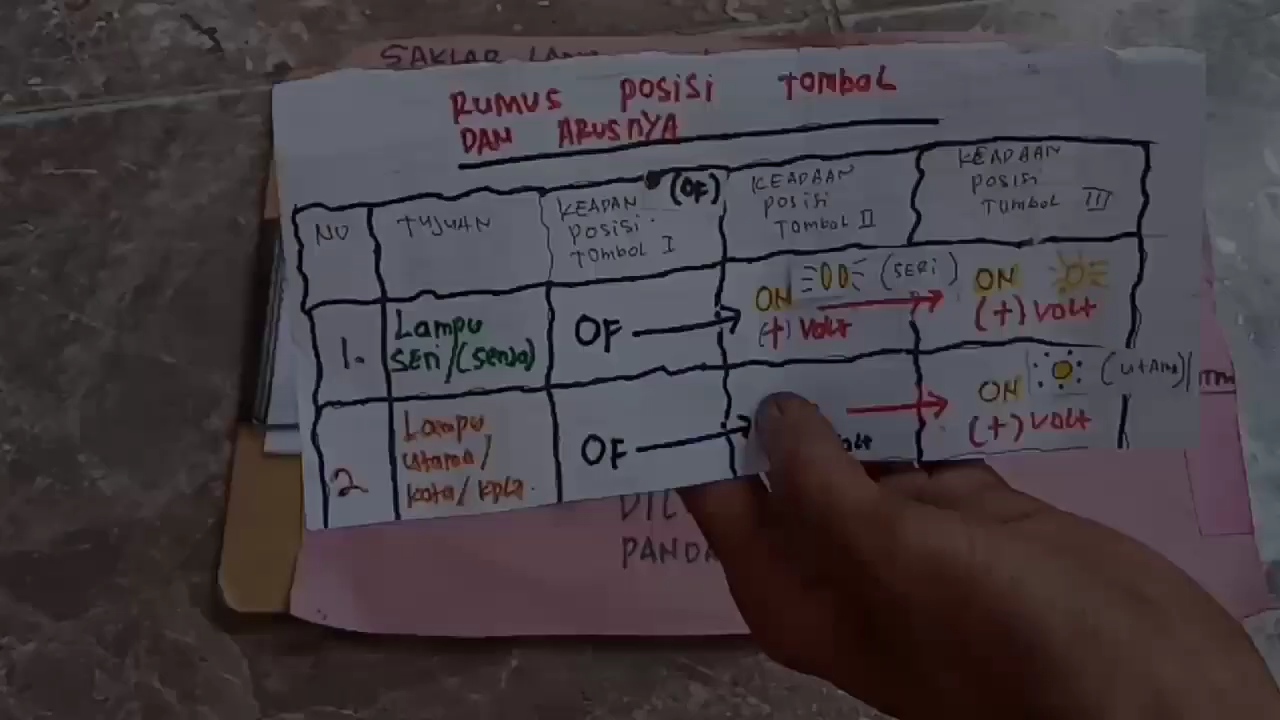 SAKLAR
RUMUS POSISI TOMBOL
DAN ARUSNYA
NO
TUJUAN
KEADAN (OF)
POSISI
TOMBOL I
KEADAAN
POSISI
TOMBOL II
KEADAAN
POSISI
TOMBOL III
1.
Lampu
SERI/(SENJA)
OF
ON (SERI)
(+) Volt
ON
(+) Volt
2
Lampu
utama/
kota/
OF
ON (utama)
(+) Volt
PANDA